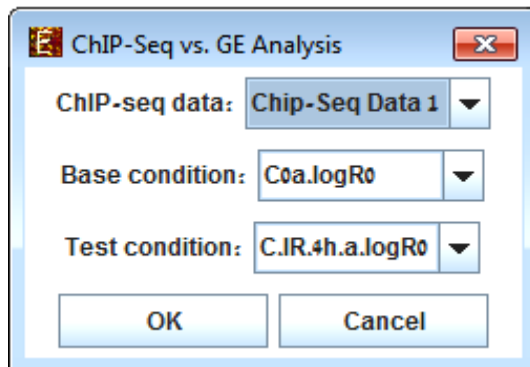 ChIP-Seq vs. GE Analysis
ChIP-seq data: Chip-Seq Data 1
Base condition: C0a.logR0
Test condition: C.IR.4h.a.logR0
OK Cancel